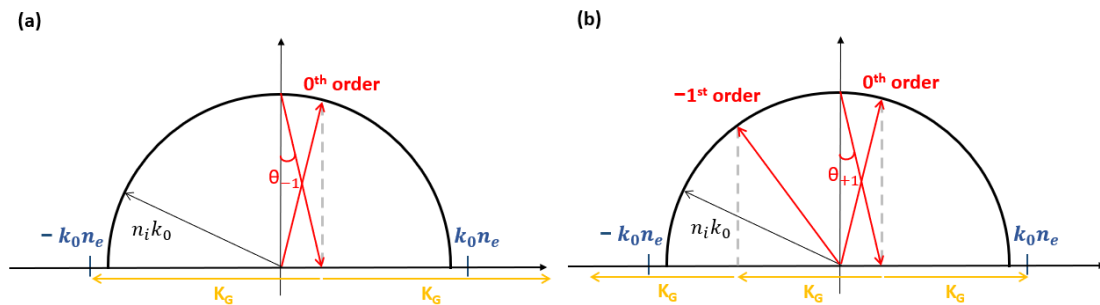 (a)
0th order
θ−1
nik0
− k0ne
k0ne
KG
KG
(b)
−1st order
0th order
θ+1
nik0
− k0ne
k0ne
KG
KG
KG